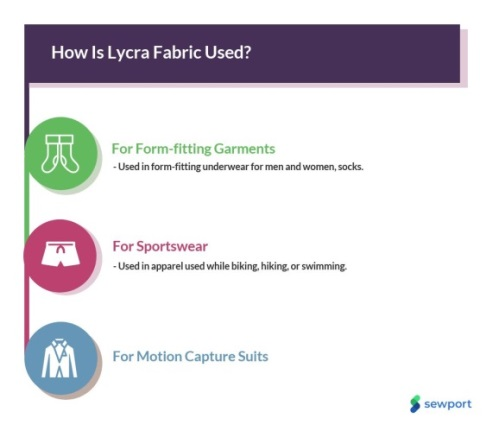 How Is Lycra Fabric Used?
For Form-fitting Garments
- Used in form-fitting underwear for men and women, socks.
For Sportswear
- Used in apparel used while biking, hiking, or swimming.
For Motion Capture Suits
sewport